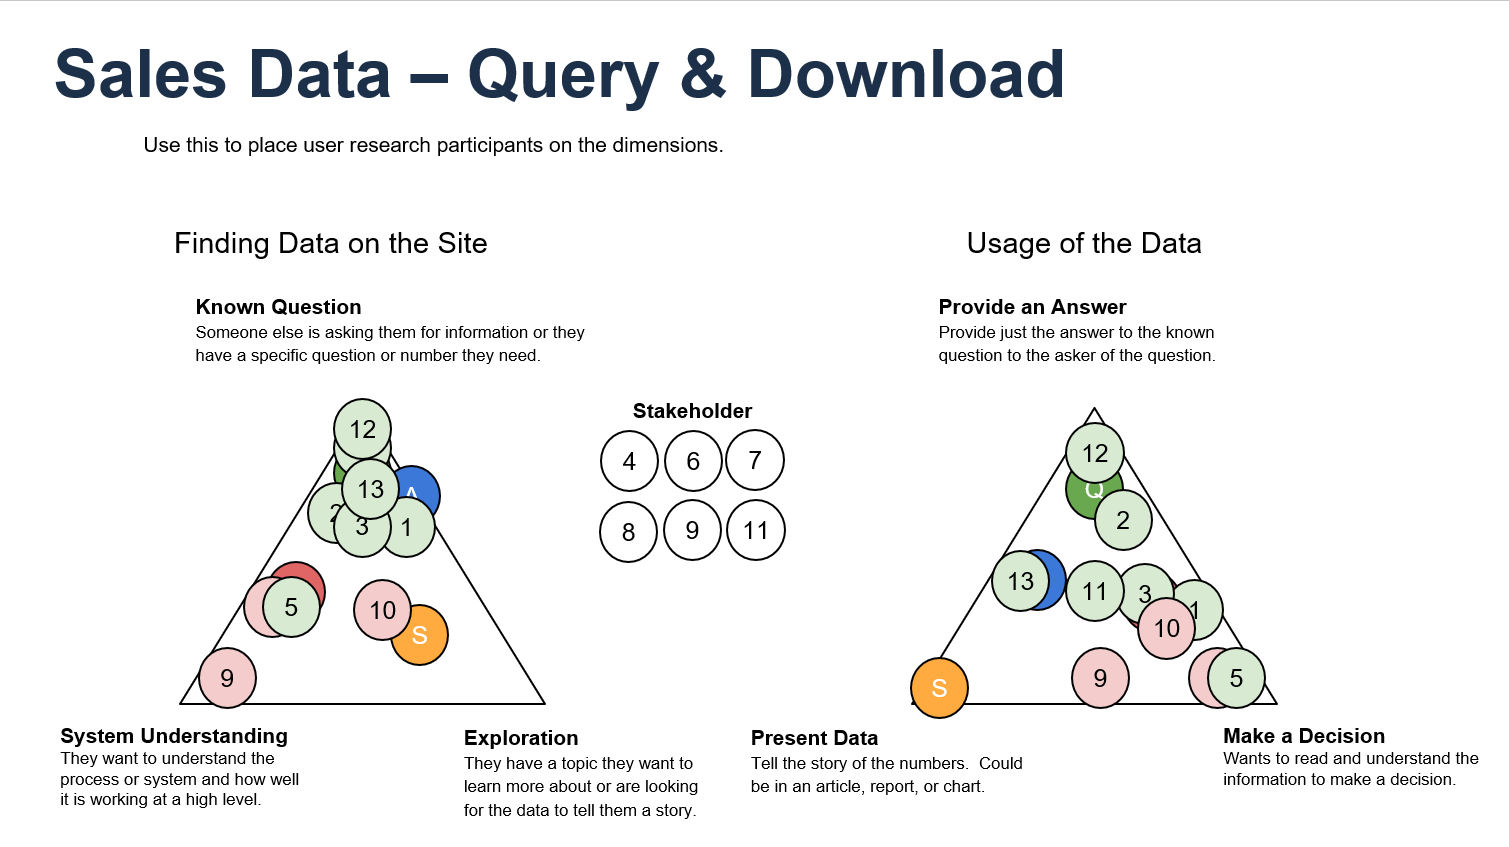 Sales Data – Query & Download
Use this to place user research participants on the dimensions.
Finding Data on the Site
Known Question
Someone else is asking them for information or they
have a specific question or number they need.
12
13
A
2
3
1
5
10
S
9
System Understanding
They want to understand the
process or system and how well
it is working at a high level.
Exploration
They have a topic they want to
learn more about or are looking
for the data to tell them a story.
Stakeholder
4 6 7
8 9 11
Usage of the Data
Provide an Answer
Provide just the answer to the known
question to the asker of the question.
12
Q
2
13
11
3
1
10
S
9
5
Present Data
Tell the story of the numbers.  Could
be in an article, report, or chart.
Make a Decision
Wants to read and understand the
information to make a decision.